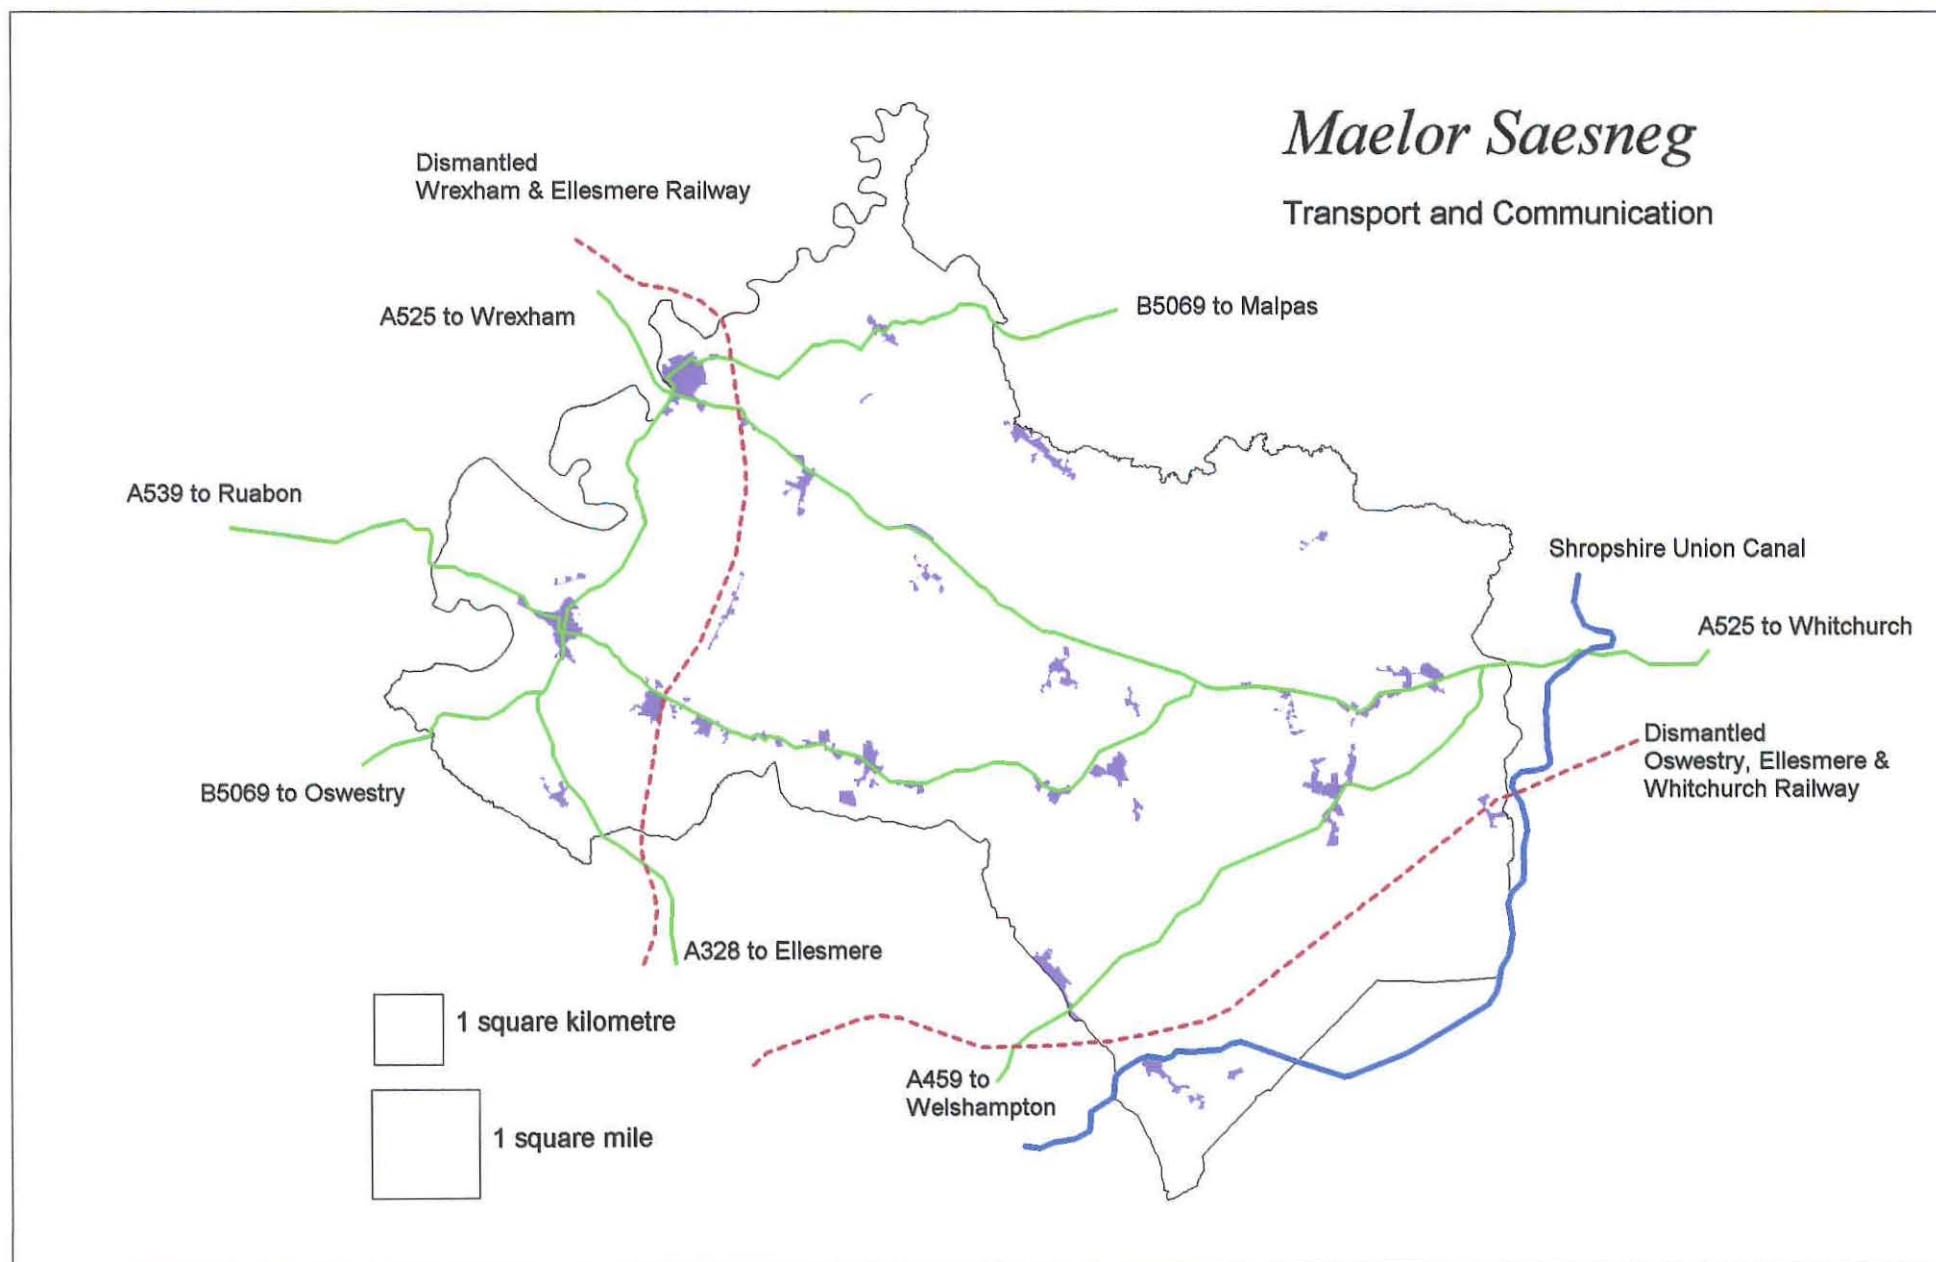 Maelor Saesneg
Transport and Communication
Dismantled
Wrexham & Ellesmere Railway
A525 to Wrexham
B5069 to Malpas
A539 to Ruabon
Shropshire Union Canal
A525 to Whitchurch
Dismantled
Oswestry, Ellesmere &
Whitchurch Railway
B5069 to Oswestry
A328 to Ellesmere
1 square kilometre
A459 to
Welshampton
1 square mile